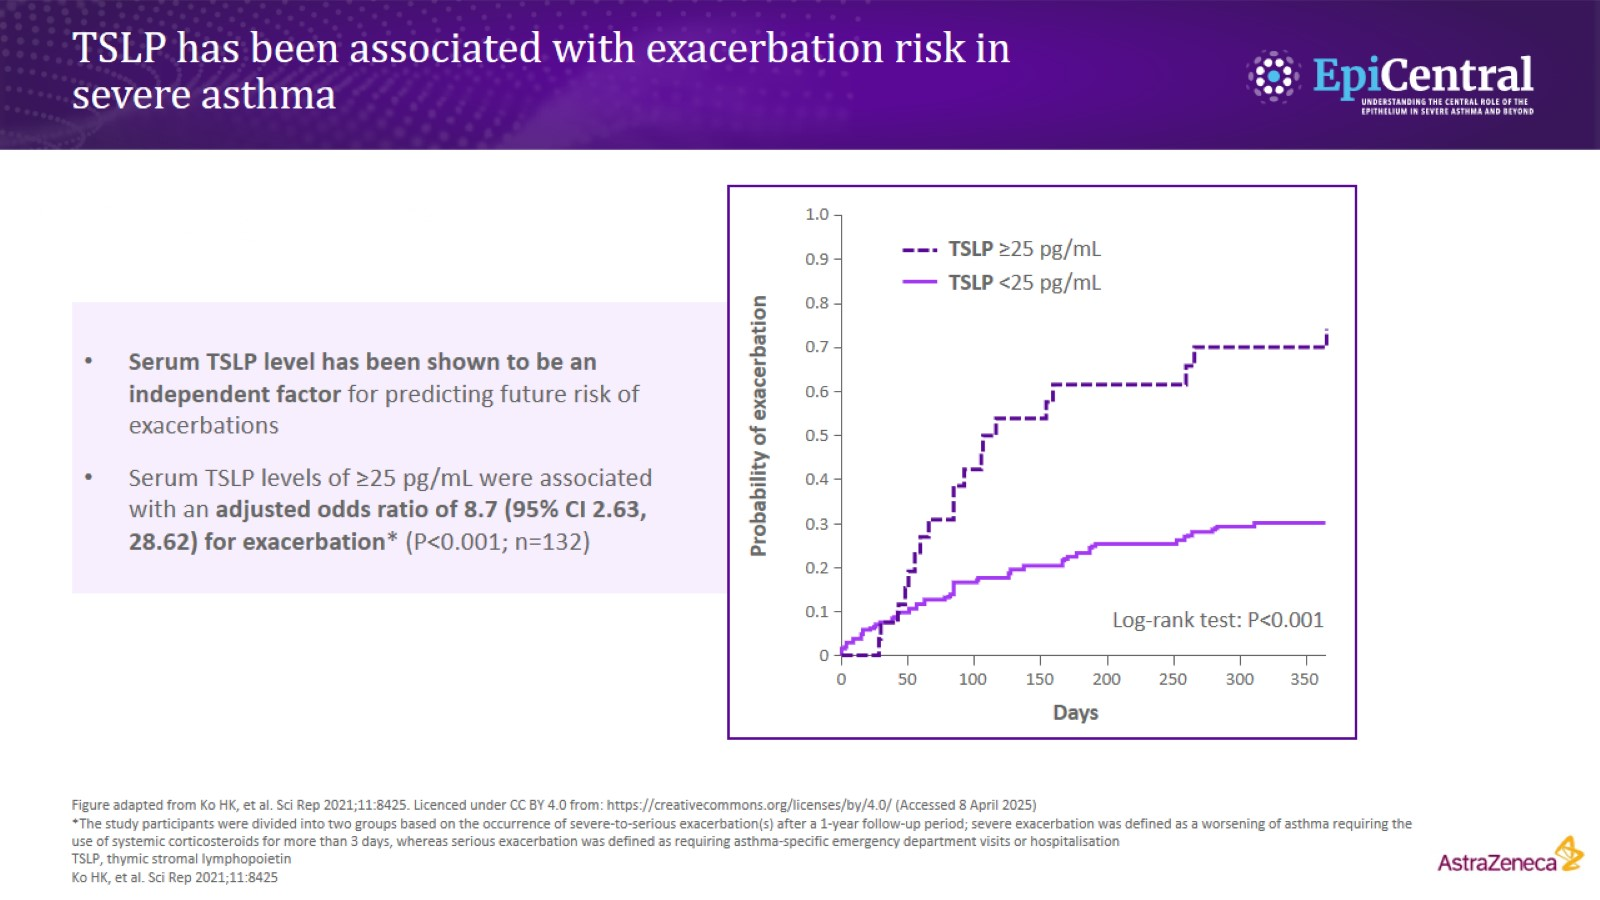 TSLP has been associated with exacerbation risk in
severe asthma
EpiCentral
UNDERSTANDING THE CENTRAL ROLE OF THE
EPITHELIUM IN SEVERE ASTHMA AND BEYOND
• Serum TSLP level has been shown to be an
independent factor for predicting future risk of
exacerbations
• Serum TSLP levels of ≥25 pg/mL were associated
with an adjusted odds ratio of 8.7 (95% CI 2.63,
28.62) for exacerbation* (P<0.001; n=132)
Probability of exacerbation
1.0
0.9
0.8
0.7
0.6
0.5
0.4
0.3
0.2
0.1
0
TSLP ≥25 pg/mL
TSLP <25 pg/mL
Log-rank test: P<0.001
0 50 100 150 200 250 300 350
Days
Figure adapted from Ko HK, et al. Sci Rep 2021;11:8425. Licenced under CC BY 4.0 from: https://creativecommons.org/licenses/by/4.0/ (Accessed 8 April 2025)
*The study participants were divided into two groups based on the occurrence of severe-to-serious exacerbation(s) after a 1-year follow-up period; severe exacerbation was defined as a worsening of asthma requiring the
use of systemic corticosteroids for more than 3 days, whereas serious exacerbation was defined as requiring asthma-specific emergency department visits or hospitalisation
TSLP, thymic stromal lymphopoietin
Ko HK, et al. Sci Rep 2021;11:8425
AstraZeneca